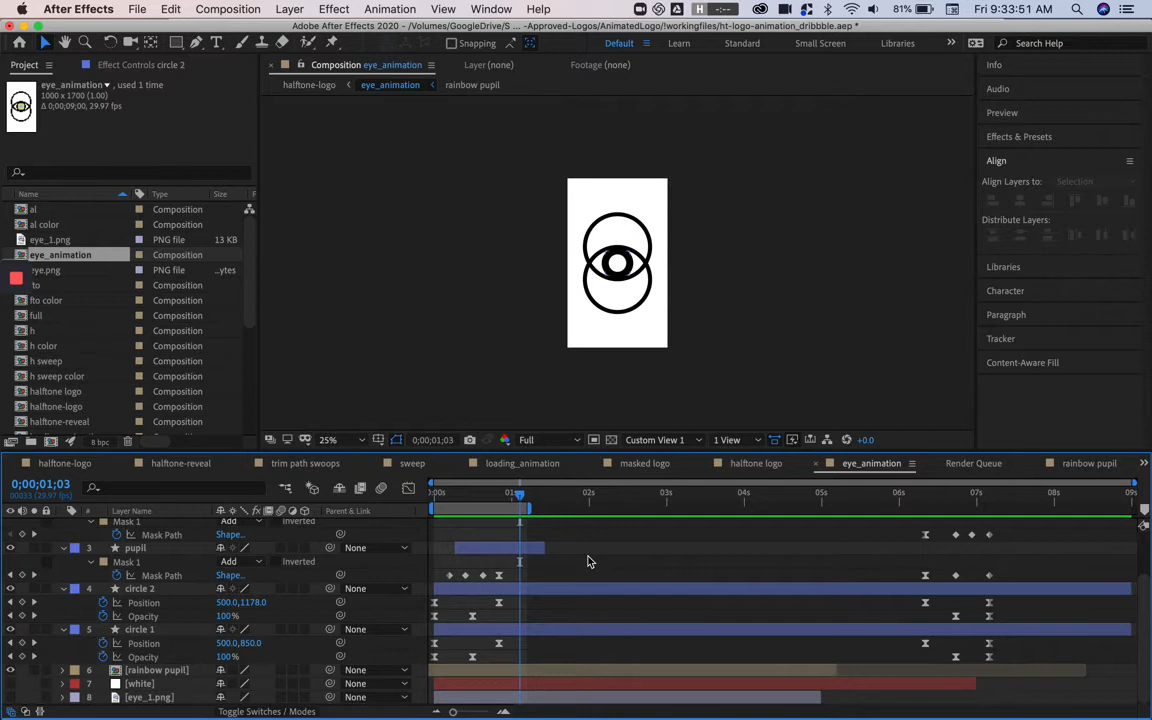 After Effects File Edit Composition Layer Effect Animation View Window Help H --:-- 81% Fri 9:33:51
Adobe After Effects 2020 - /Volumes/GoogleDrive/S
-Approved-Logos/AnimatedLogo/!workingfiles/ht-logo-animation_dribbble.aep *
Snapping Default Learn Standard Small Screen Libraries Search Help
Project Effect Controls circle 2 Composition eye_animation Layer (none) Footage (none) Info
eye_animation , used 1 time halftone-logo eye_animation rainbow pupil Audio
1000 x 1700 (1.00)
Δ 0;00;09;00, 29.97 fps
Preview
Effects & Presets
Align
Align Layers to: Selection
Name Type Size
al Composition
al color Composition
eye_1.png PNG file 13 KB
eye_animation Composition
eye.png PNG file ...ytes
to Composition
fto color Composition
full Composition
h Composition
h color Composition
h sweep Composition
h sweep color Composition
halftone logo Composition
halftone-logo Composition
halftone-reveal Composition
Distribute Layers:
Libraries
Character
Paragraph
Tracker
Content-Aware Fill
8 bpc 25% 0;00;01;03 Full Custom View 1 1 View +0.0
halftone-logo halftone-reveal trim path swoops sweep loading_animation masked logo halftone logo eye_animation Render Queue rainbow pupil
0;00;01;03
00033 (29.97 fps)
:00s 01 02s 03s 04s 05s 06s 07s 08s 09s
# Layer Name Parent & Link
Mask 1 Add Inverted
Mask Path Shape...
3 pupil None
Mask 1 Add Inverted
Mask Path Shape...
4 circle 2 None
Position 500.0,1178.0
Opacity 100%
5 circle 1 None
Position 500.0,850.0
Opacity 100%
6 [rainbow pupil] None
7 [white] None
8 [eye_1.png] None
Toggle Switches / Modes